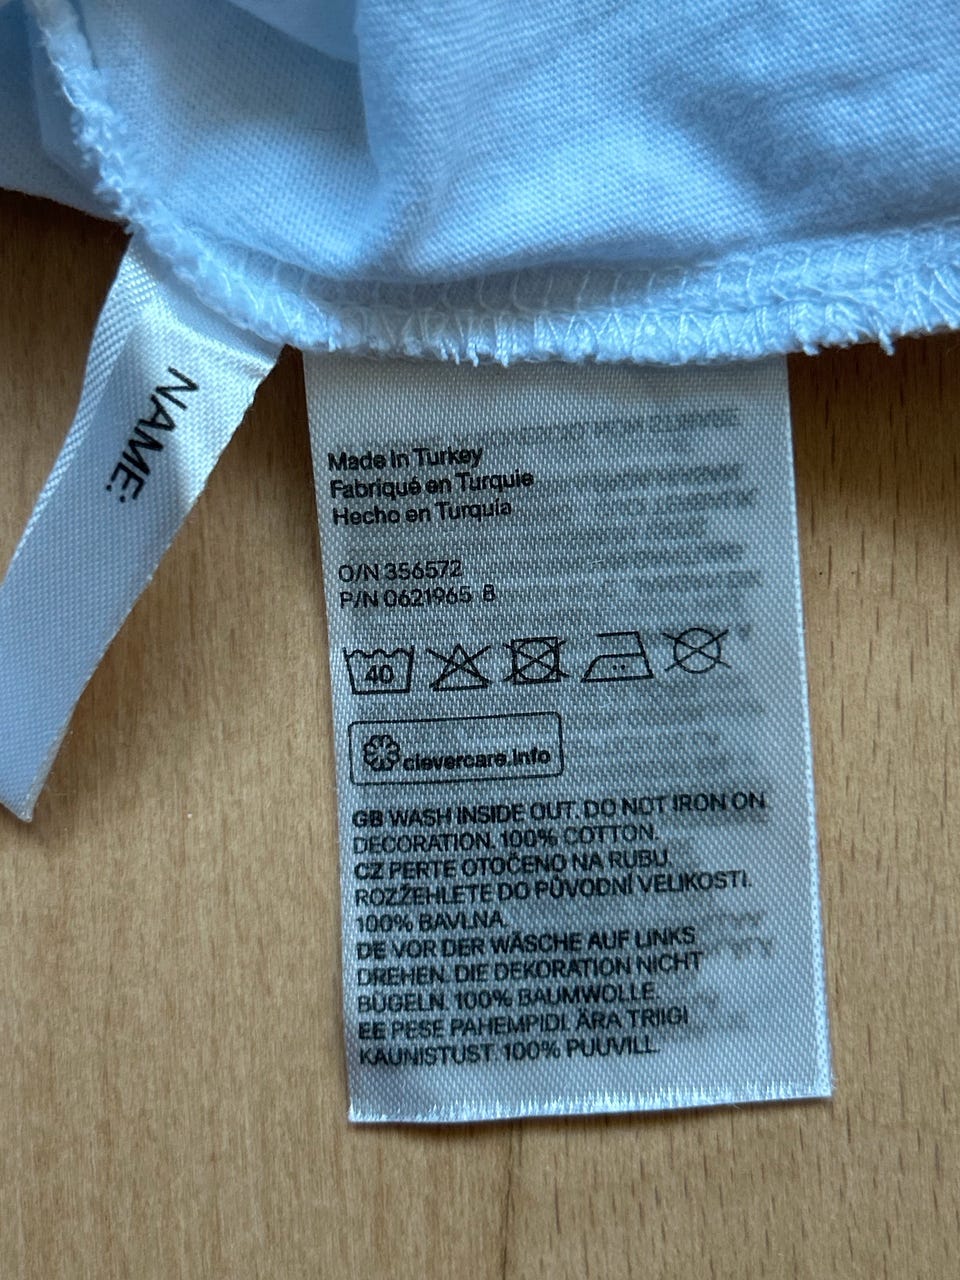 NAME:
Made in Turkey
Fabriqué en Turquie
Hecho en Turquía
O/N 356572
P/N 0621965 8
40
clevercare.info
GB WASH INSIDE OUT. DO NOT IRON ON
DECORATION. 100% COTTON.
CZ PERTE OTOČENO NA RUBU.
ROZŽEHLETE DO PŮVODNÍ VELIKOSTI.
100% BAVLNA.
DE VOR DER WÄSCHE AUF LINKS
DREHEN. DIE DEKORATION NICHT
BÜGELN. 100% BAUMWOLLE.
EE PESE PAHEMPIDI. ÄRA TRIIGI
KAUNISTUST. 100% PUUVILL.